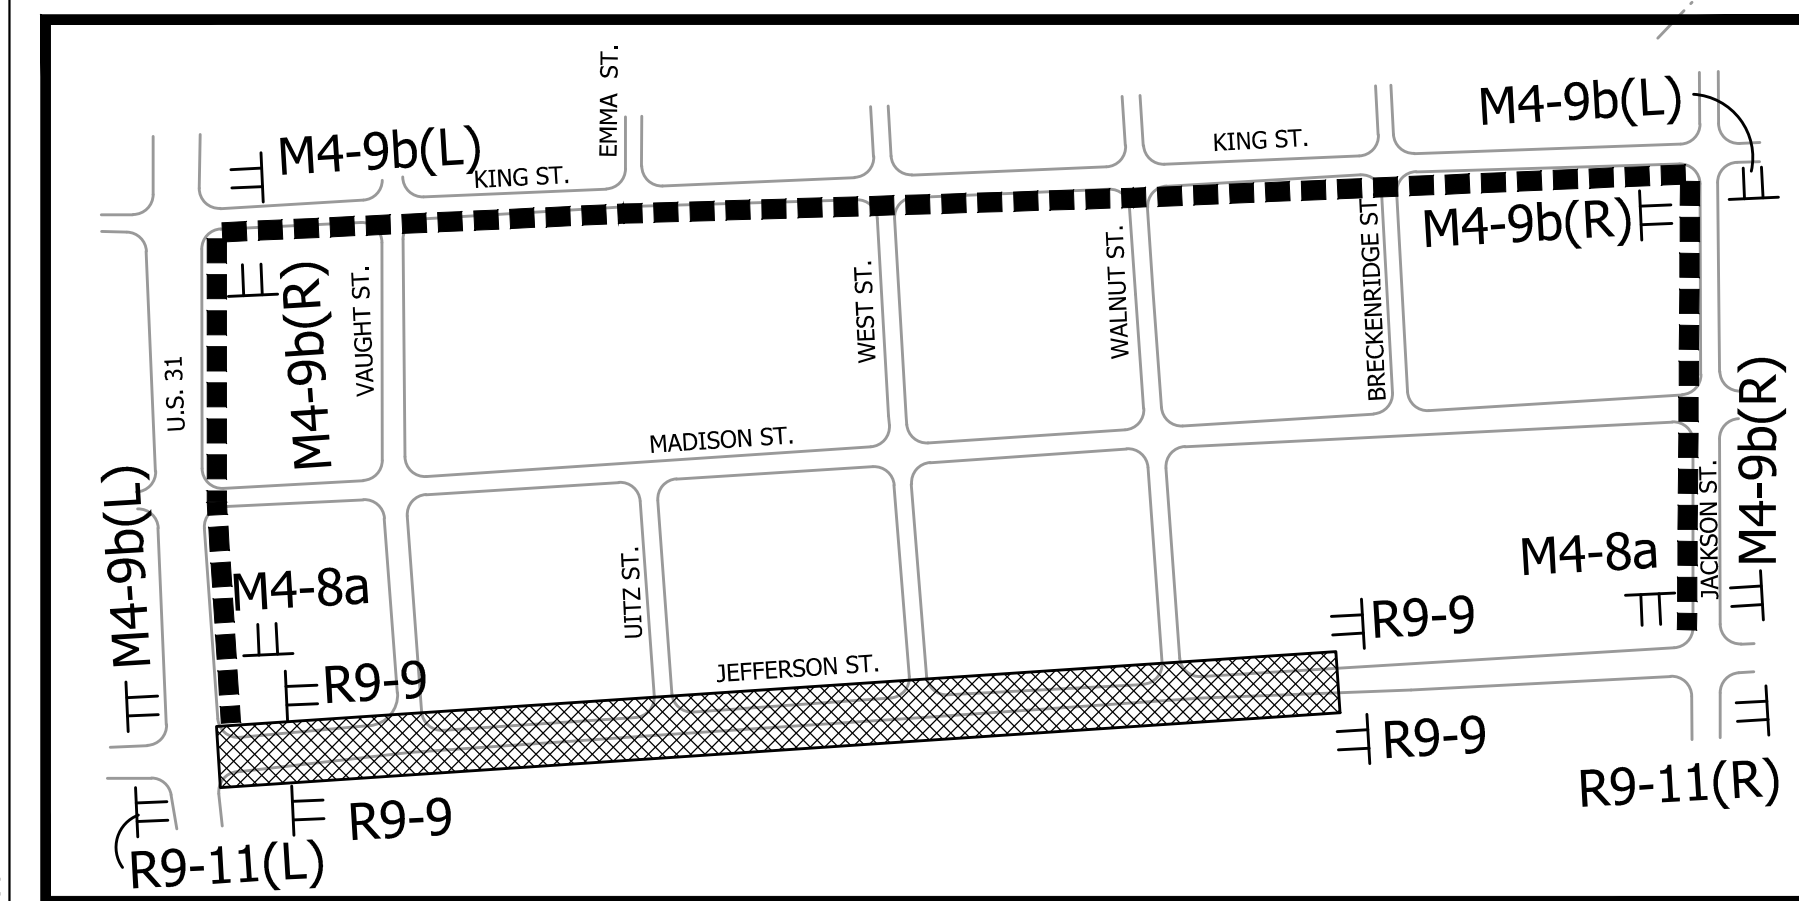 EMMA ST.
M4-9b(L)
M4-9b(L)
KING ST.
KING ST.
M4-9b(R)
M4-9b(R)
VAUGHT ST.
WEST ST.
WALNUT ST.
BRECKENRIDGE ST
U.S. 31
MADISON ST.
M4-9b(R)
M4-9b(L)
JACKSON ST.
M4-8a
M4-8a
UITZ ST.
R9-9
JEFFERSON ST.
R9-9
R9-9
R9-9
R9-11(R)
R9-11(L)